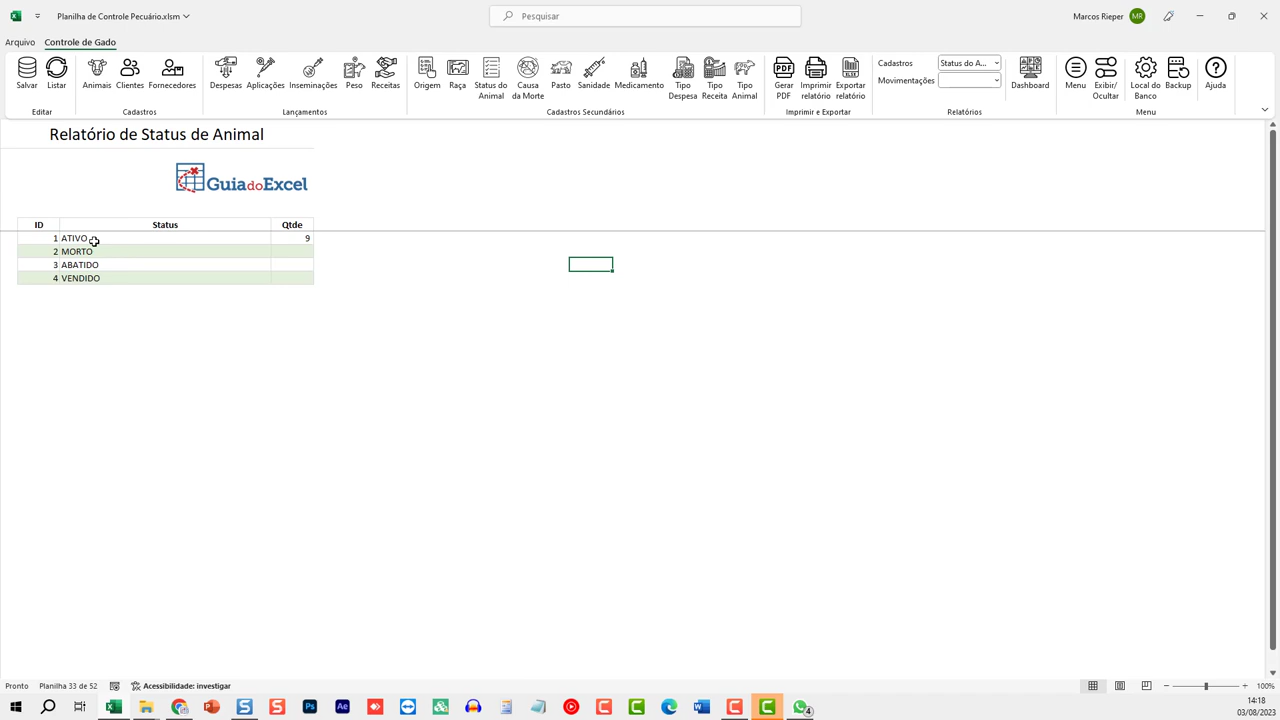 Planilha de Controle Pecuário.xlsm
Pesquisar
Marcos Rieper
MR
Arquivo
Controle de Gado
Salvar
Listar
Editar
Animais
Clientes
Fornecedores
Cadastros
Despesas
Aplicações
Inseminações
Peso
Receitas
Lançamentos
Origem
Raça
Status do Animal
Causa da Morte
Pasto
Sanidade
Medicamento
Tipo Despesa
Tipo Receita
Tipo Animal
Cadastros Secundários
Gerar PDF
Imprimir relatório
Exportar relatório
Imprimir e Exportar
Cadastros
Status do A...
Movimentações
Dashboard
Relatórios
Menu
Exibir/ Ocultar
Local do Banco
Backup
Ajuda
Menu
Relatório de Status de Animal
GuiadoExcel
ID Status Qtde
1 ATIVO 9
2 MORTO
3 ABATIDO
4 VENDIDO
Pronto
Planilha 33 de 52
Acessibilidade: investigar
100%
14:18
03/08/2023